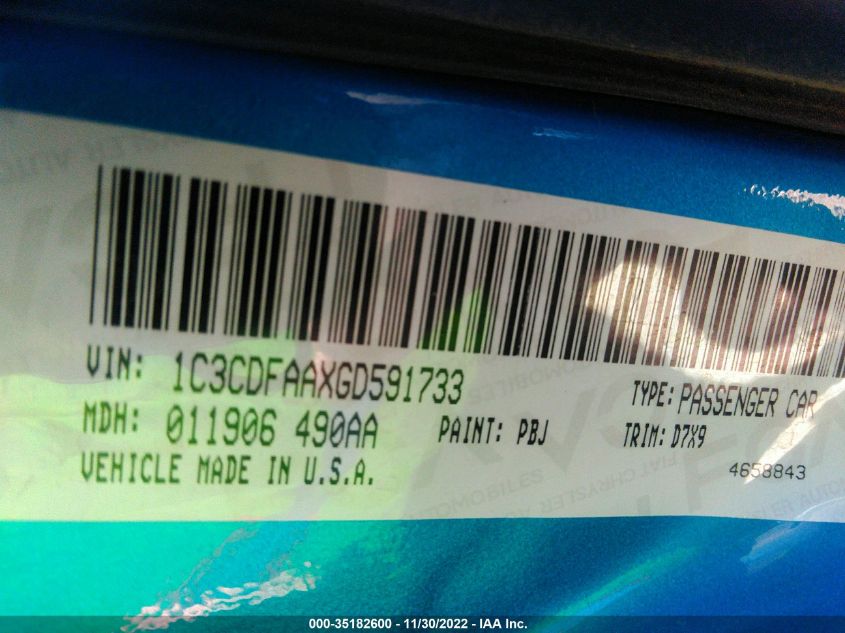 VIN: 1C3CDFAAXGD591733 TYPE: PASSENGER CAR
MDH: 011906 490AA PAINT: PBJ TRIM: D7X9
VEHICLE MADE IN U.S.A. 4658843
000-35182600 - 11/30/2022 - IAA Inc.